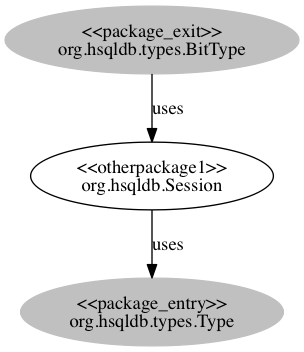 <<package_exit>>
org.hsqldb.types.BitType
uses
<<otherpackage1>>
org.hsqldb.Session
uses
<<package_entry>>
org.hsqldb.types.Type